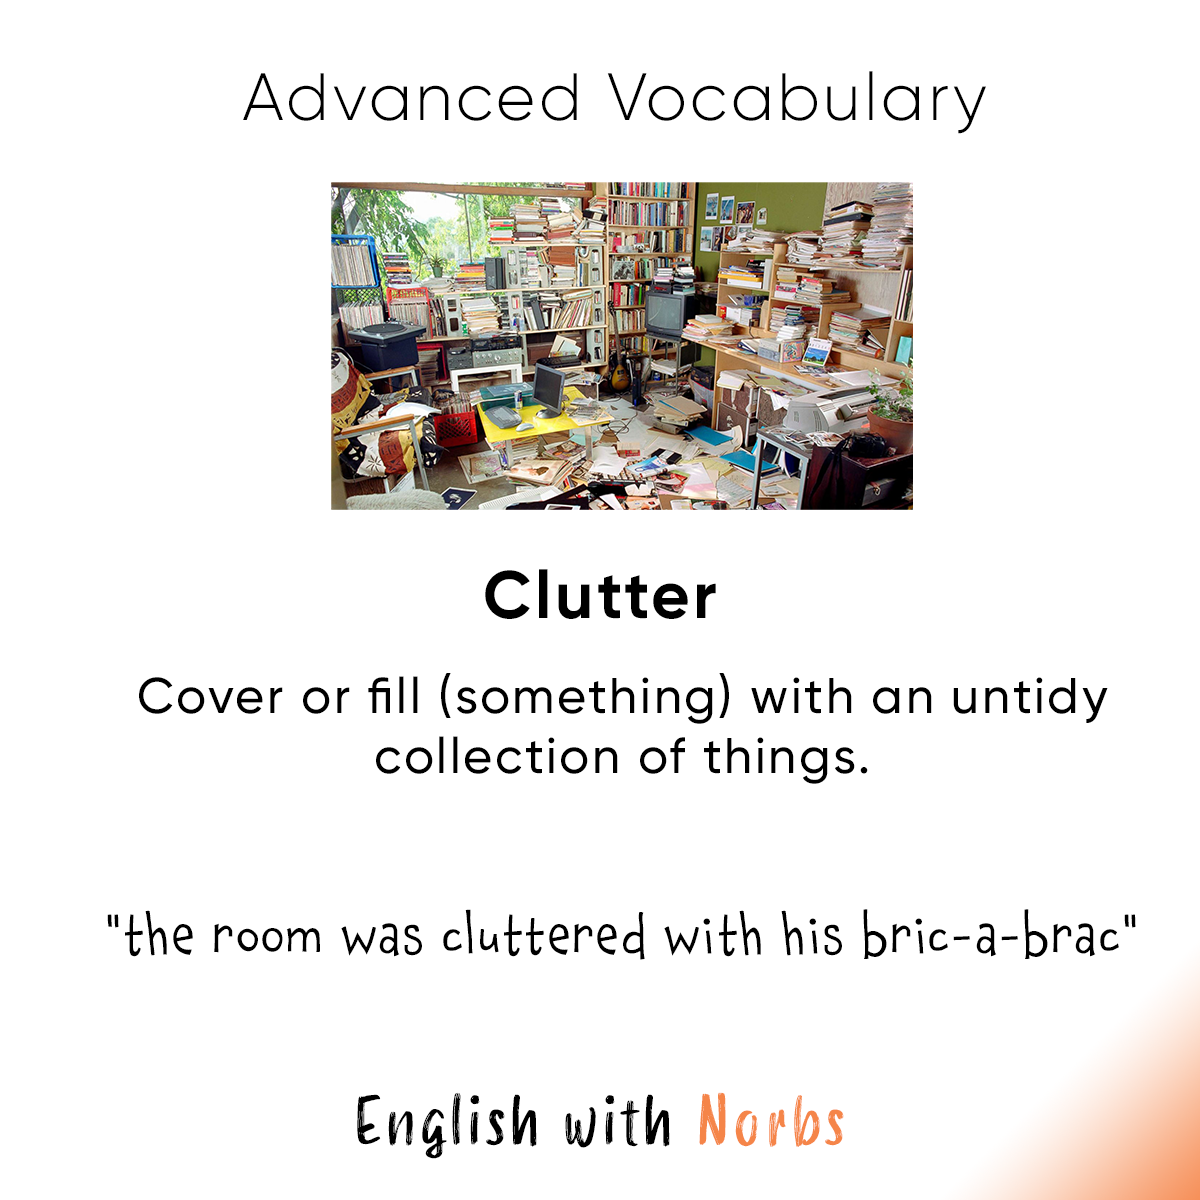 Advanced Vocabulary
Clutter
Cover or fill (something) with an untidy
collection of things.
"the room was cluttered with his bric-a-brac"
English with Norbs